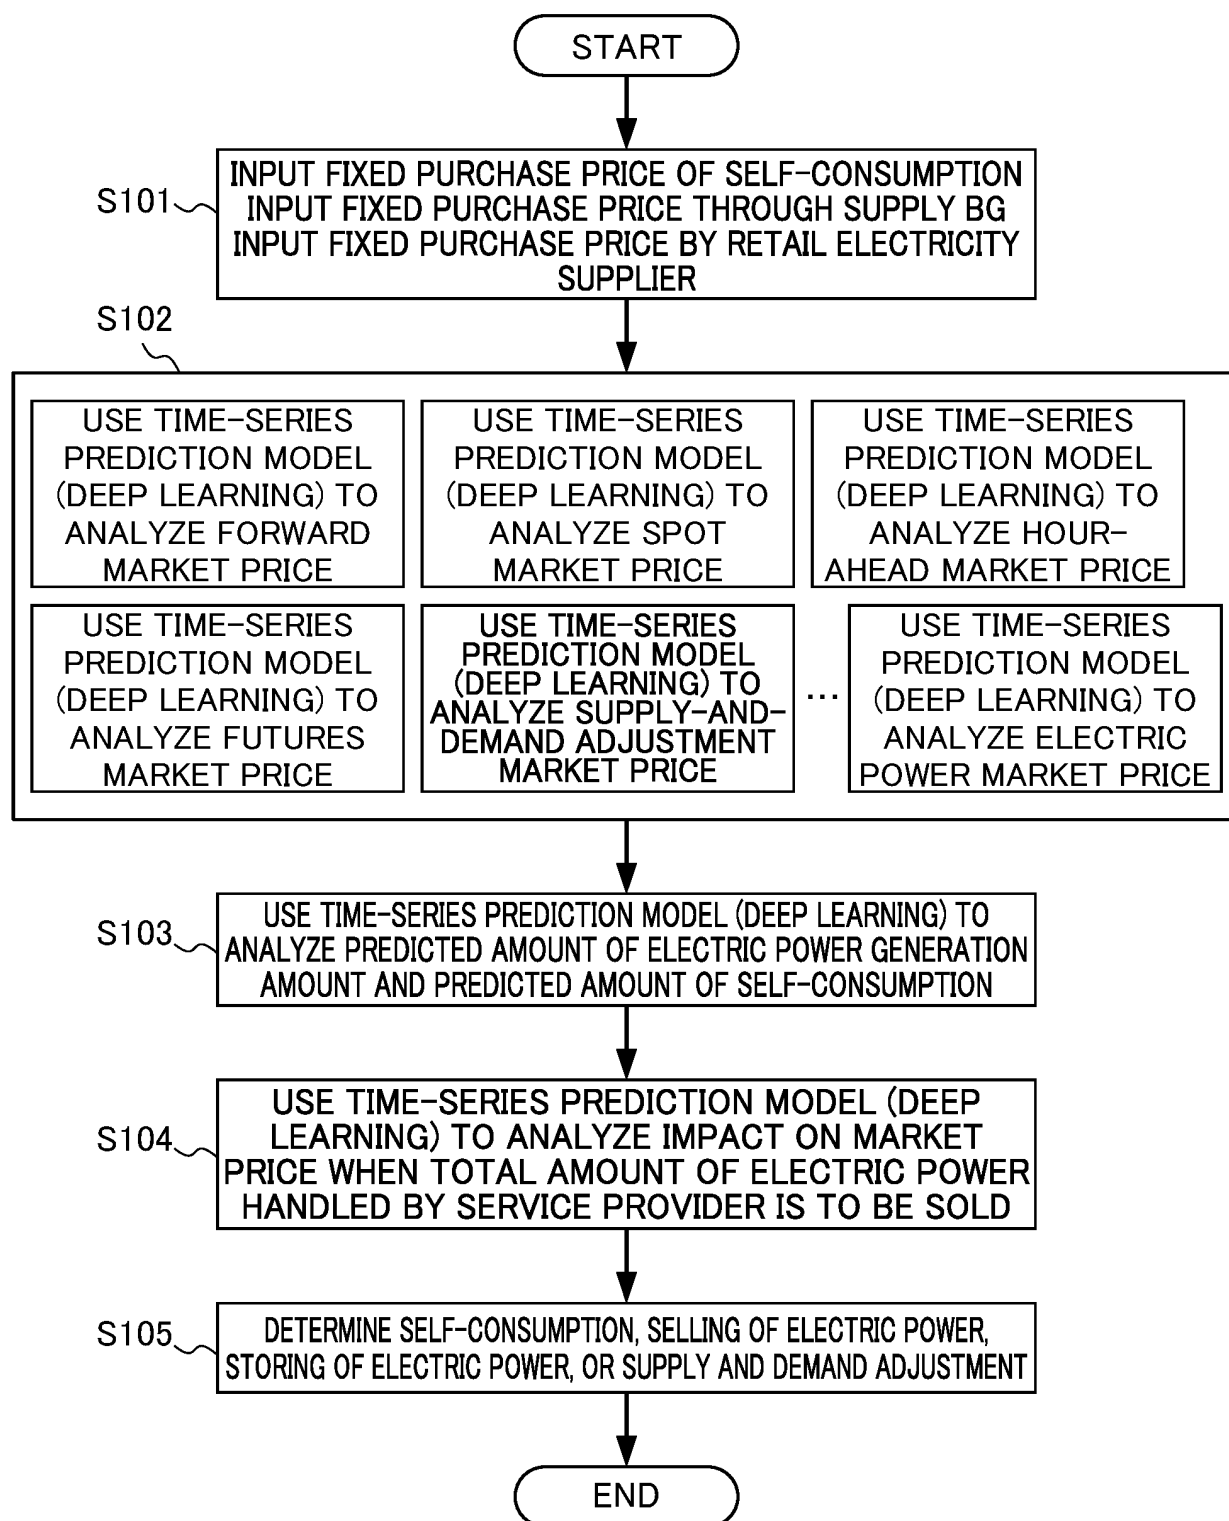 START
S101
INPUT FIXED PURCHASE PRICE OF SELF-CONSUMPTION
INPUT FIXED PURCHASE PRICE THROUGH SUPPLY BG
INPUT FIXED PURCHASE PRICE BY RETAIL ELECTRICITY
SUPPLIER
S102
USE TIME-SERIES
PREDICTION MODEL
(DEEP LEARNING) TO
ANALYZE FORWARD
MARKET PRICE
USE TIME-SERIES
PREDICTION MODEL
(DEEP LEARNING) TO
ANALYZE SPOT
MARKET PRICE
USE TIME-SERIES
PREDICTION MODEL
(DEEP LEARNING) TO
ANALYZE HOUR-
AHEAD MARKET PRICE
USE TIME-SERIES
PREDICTION MODEL
(DEEP LEARNING) TO
ANALYZE FUTURES
MARKET PRICE
USE TIME-SERIES
PREDICTION MODEL
(DEEP LEARNING) TO
ANALYZE SUPPLY-AND-
DEMAND ADJUSTMENT
MARKET PRICE
...
USE TIME-SERIES
PREDICTION MODEL
(DEEP LEARNING) TO
ANALYZE ELECTRIC
POWER MARKET PRICE
S103
USE TIME-SERIES PREDICTION MODEL (DEEP LEARNING) TO
ANALYZE PREDICTED AMOUNT OF ELECTRIC POWER GENERATION
AMOUNT AND PREDICTED AMOUNT OF SELF-CONSUMPTION
S104
USE TIME-SERIES PREDICTION MODEL (DEEP
LEARNING) TO ANALYZE IMPACT ON MARKET
PRICE WHEN TOTAL AMOUNT OF ELECTRIC POWER
HANDLED BY SERVICE PROVIDER IS TO BE SOLD
S105
DETERMINE SELF-CONSUMPTION, SELLING OF ELECTRIC POWER,
STORING OF ELECTRIC POWER, OR SUPPLY AND DEMAND ADJUSTMENT
END